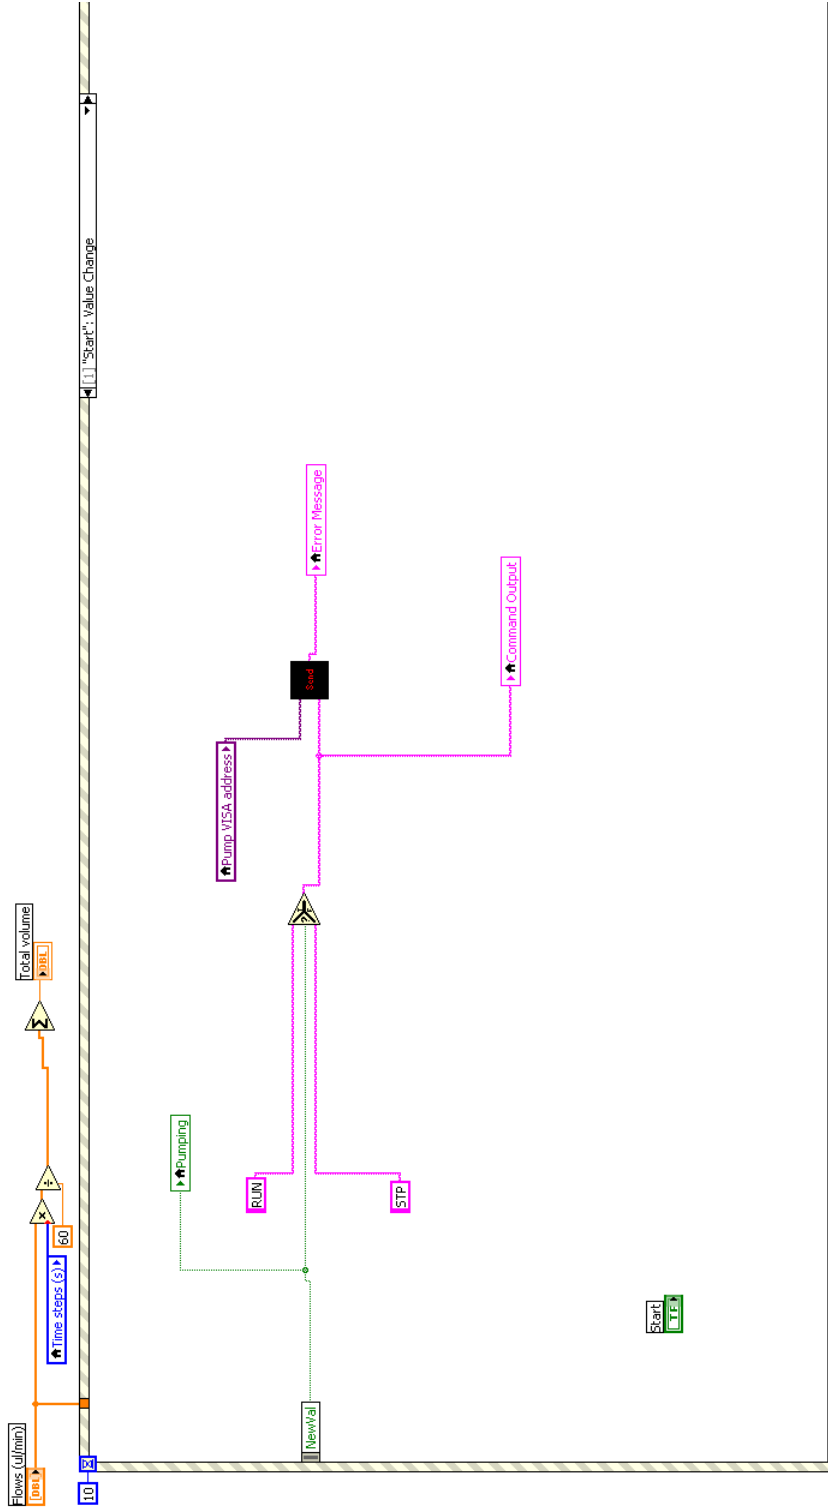 Flows (ul/min)
[DBL]
Time steps (s)
60
×
÷
Σ
Total volume
DBL
10
[1] "Start": Value Change
NewVal
Pumping
RUN
STP
?
Pump VISA address
Send
Error Message
Command Output
Start
TF